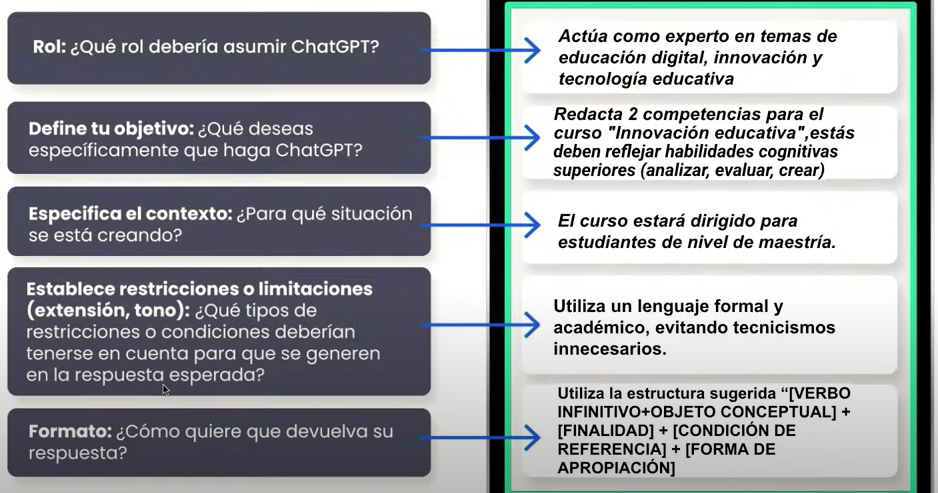 Rol: ¿Qué rol debería asumir ChatGPT?
Actúa como experto en temas de
educación digital, innovación y
tecnología educativa
Define tu objetivo: ¿Qué deseas
específicamente que haga ChatGPT?
Redacta 2 competencias para el
curso "Innovación educativa",estás
deben reflejar habilidades cognitivas
superiores (analizar, evaluar, crear)
Especifica el contexto: ¿Para qué situación
se está creando?
El curso estará dirigido para
estudiantes de nivel de maestría.
Establece restricciones o limitaciones
(extensión, tono): ¿Qué tipos de
restricciones o condiciones deberían
tenerse en cuenta para que se generen
en la respuesta esperada?
Utiliza un lenguaje formal y
académico, evitando tecnicismos
innecesarios.
Formato: ¿Cómo quiere que devuelva su
respuesta?
Utiliza la estructura sugerida “[VERBO
INFINITIVO+OBJETO CONCEPTUAL] +
[FINALIDAD] + [CONDICIÓN DE
REFERENCIA] + [FORMA DE
APROPIACIÓN]